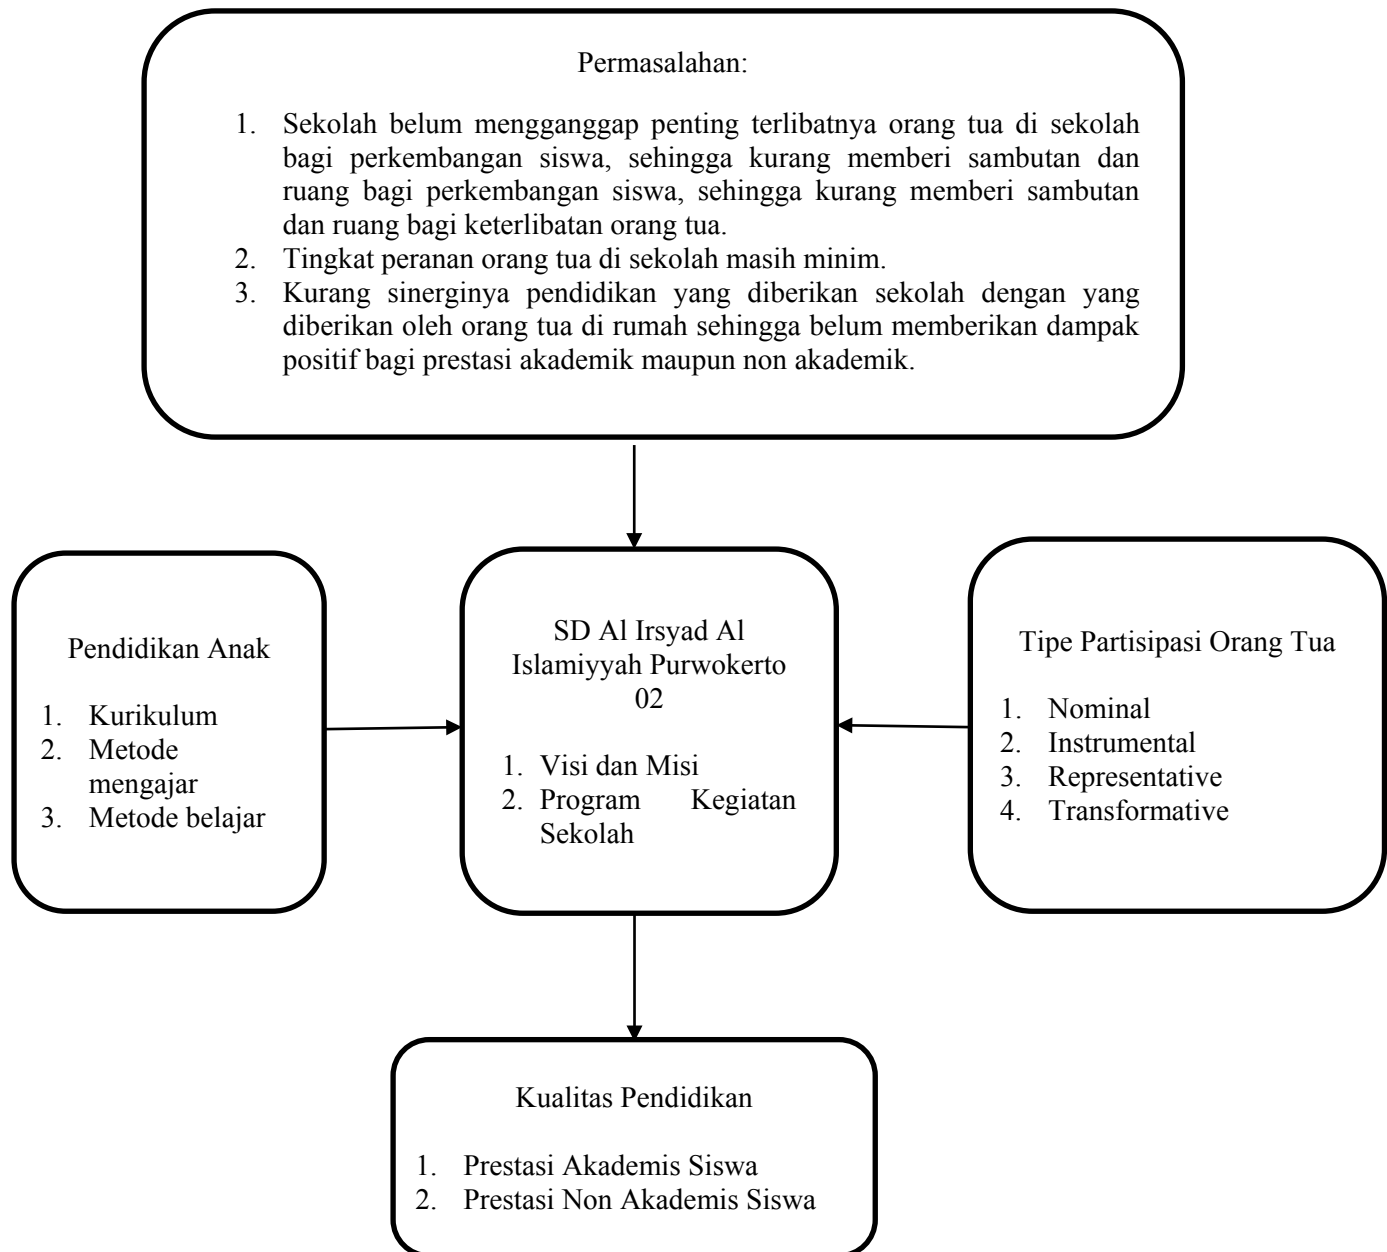 Permasalahan:
1. Sekolah belum mengganggap penting terlibatnya orang tua di sekolah
bagi perkembangan siswa, sehingga kurang memberi sambutan dan
ruang bagi perkembangan siswa, sehingga kurang memberi sambutan
dan ruang bagi keterlibatan orang tua.
2. Tingkat peranan orang tua di sekolah masih minim.
3. Kurang sinerginya pendidikan yang diberikan sekolah dengan yang
diberikan oleh orang tua di rumah sehingga belum memberikan dampak
positif bagi prestasi akademik maupun non akademik.
Pendidikan Anak
1. Kurikulum
2. Metode
mengajar
3. Metode belajar
SD Al Irsyad Al
Islamiyyah Purwokerto
02
1. Visi dan Misi
2. Program Kegiatan
Sekolah
Tipe Partisipasi Orang Tua
1. Nominal
2. Instrumental
3. Representative
4. Transformative
Kualitas Pendidikan
1. Prestasi Akademis Siswa
2. Prestasi Non Akademis Siswa